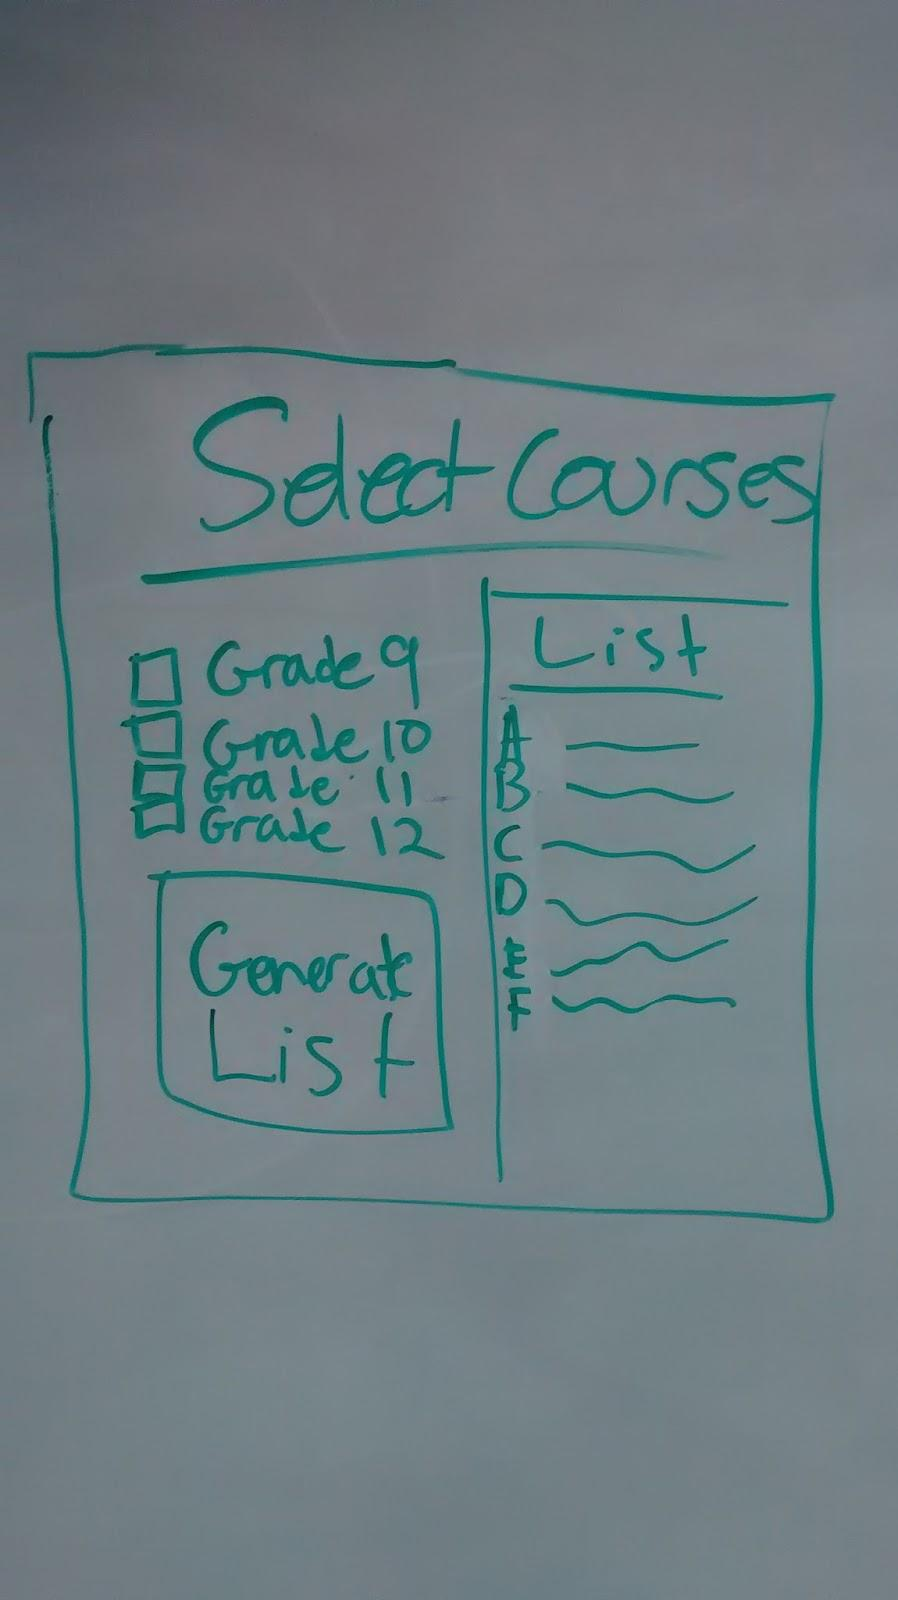 Select Courses
Grade 9
Grade 10
Grade 11
Grade 12
Generate
List
List
A
B
C
D
E
F